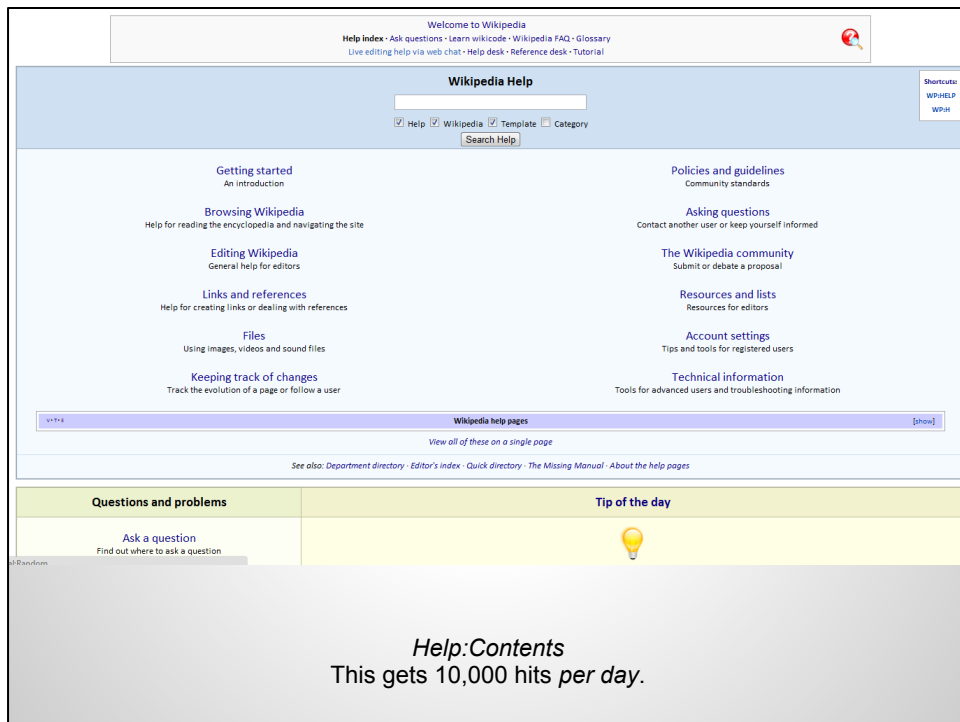 Welcome to Wikipedia
Help index · Ask questions · Learn wikicode · Wikipedia FAQ · Glossary
Live editing help via web chat · Help desk · Reference desk · Tutorial
Wikipedia Help
Shortcuts:
WP:HELP
WP:H
Help Wikipedia Template Category
Search Help
Getting started
An introduction
Browsing Wikipedia
Help for reading the encyclopedia and navigating the site
Editing Wikipedia
General help for editors
Links and references
Help for creating links or dealing with references
Files
Using images, videos and sound files
Keeping track of changes
Track the evolution of a page or follow a user
Policies and guidelines
Community standards
Asking questions
Contact another user or keep yourself informed
The Wikipedia community
Submit or debate a proposal
Resources and lists
Resources for editors
Account settings
Tips and tools for registered users
Technical information
Tools for advanced users and troubleshooting information
V · T · E Wikipedia help pages [show]
View all of these on a single page
See also: Department directory · Editor's index · Quick directory · The Missing Manual · About the help pages
Questions and problems
Ask a question
Find out where to ask a question
Tip of the day
el:Random
Help:Contents
This gets 10,000 hits per day.